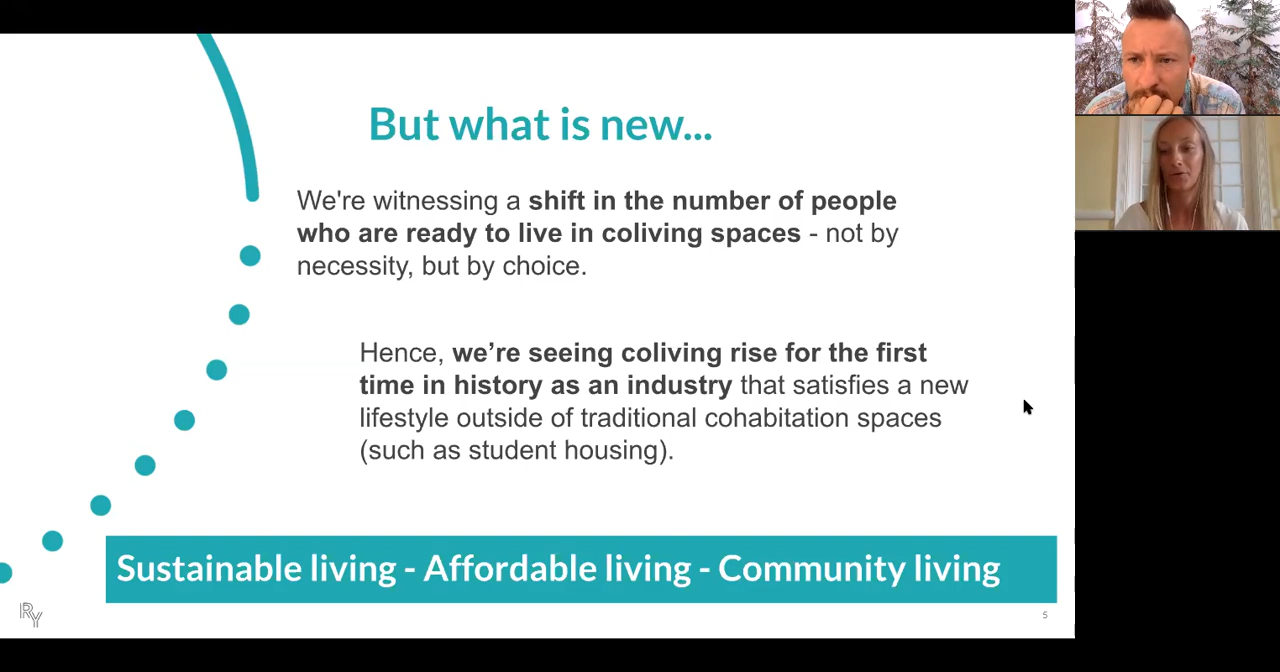 But what is new...
We're witnessing a shift in the number of people
who are ready to live in coliving spaces - not by
necessity, but by choice.
Hence, we’re seeing coliving rise for the first
time in history as an industry that satisfies a new
lifestyle outside of traditional cohabitation spaces
(such as student housing).
Sustainable living - Affordable living - Community living
RY
5